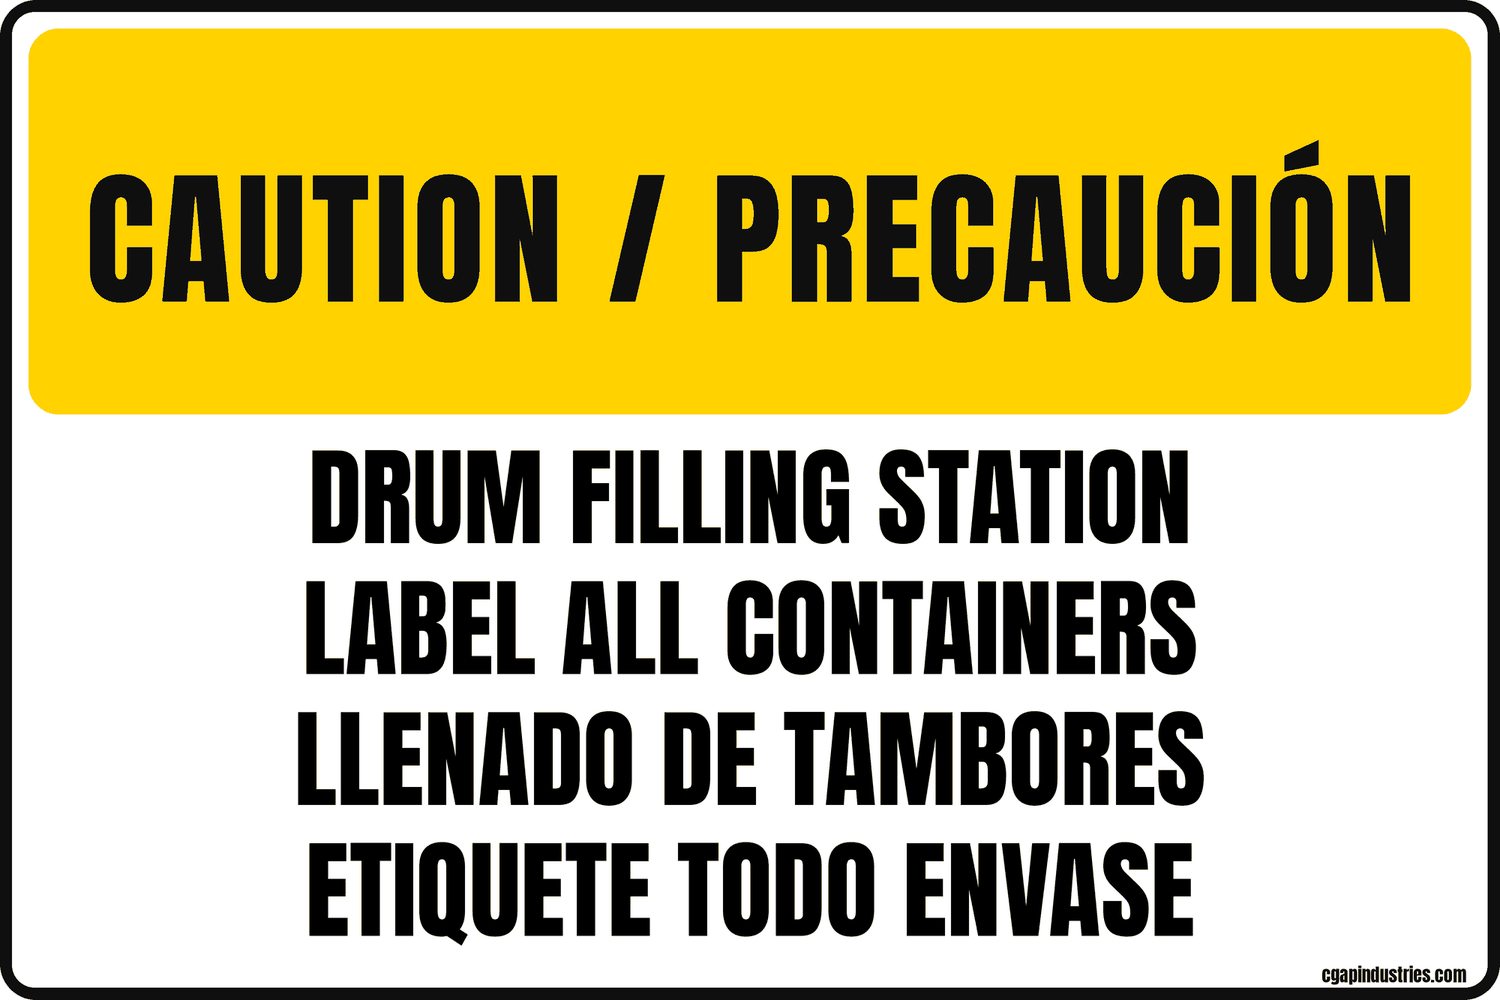 CAUTION / PRECAUCIÓN
DRUM FILLING STATION
LABEL ALL CONTAINERS
LLENADO DE TAMBORES
ETIQUETE TODO ENVASE
cgapindustries.com